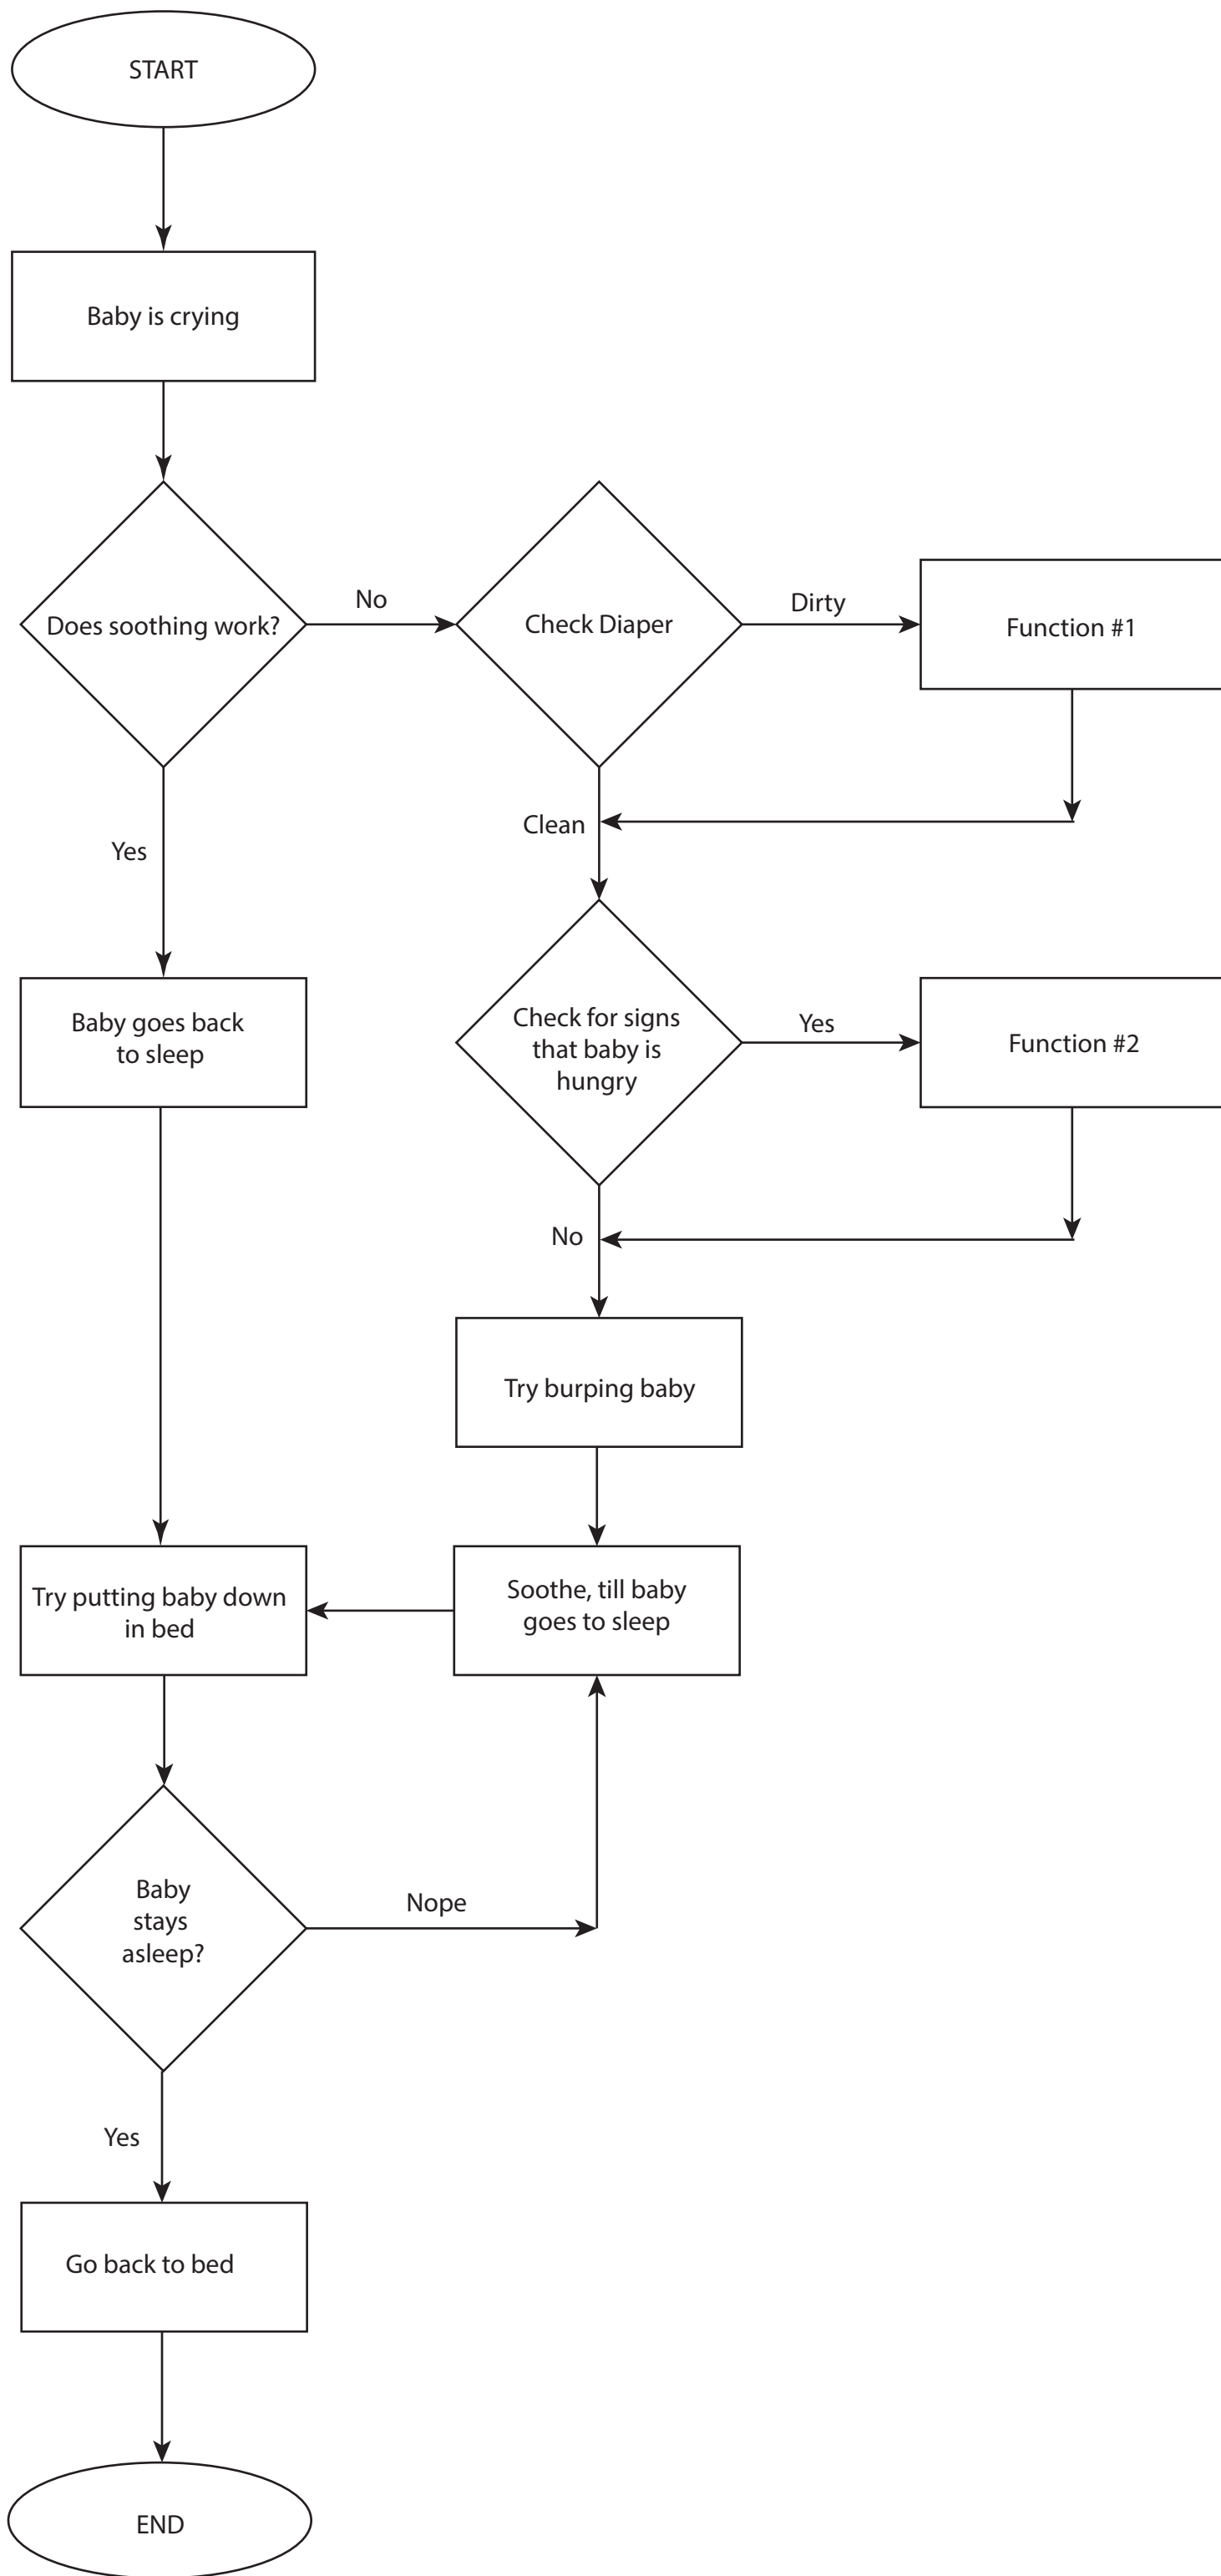 START
Baby is crying
Does soothing work?
No
Check Diaper
Dirty
Function #1
Clean
Yes
Baby goes back
to sleep
Check for signs
that baby is
hungry
Yes
Function #2
No
Try burping baby
Try putting baby down
in bed
Soothe, till baby
goes to sleep
Baby
stays
asleep?
Nope
Yes
Go back to bed
END